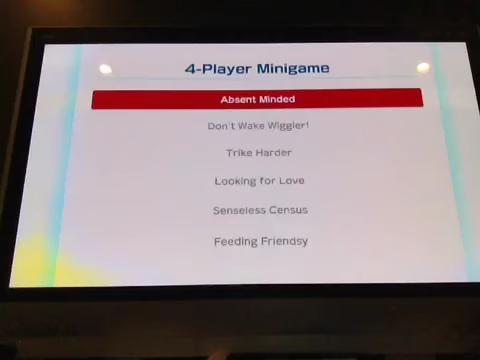 4-Player Minigame
Absent Minded
Don't Wake Wiggler!
Trike Harder
Looking for Love
Senseless Census
Feeding Friendsy